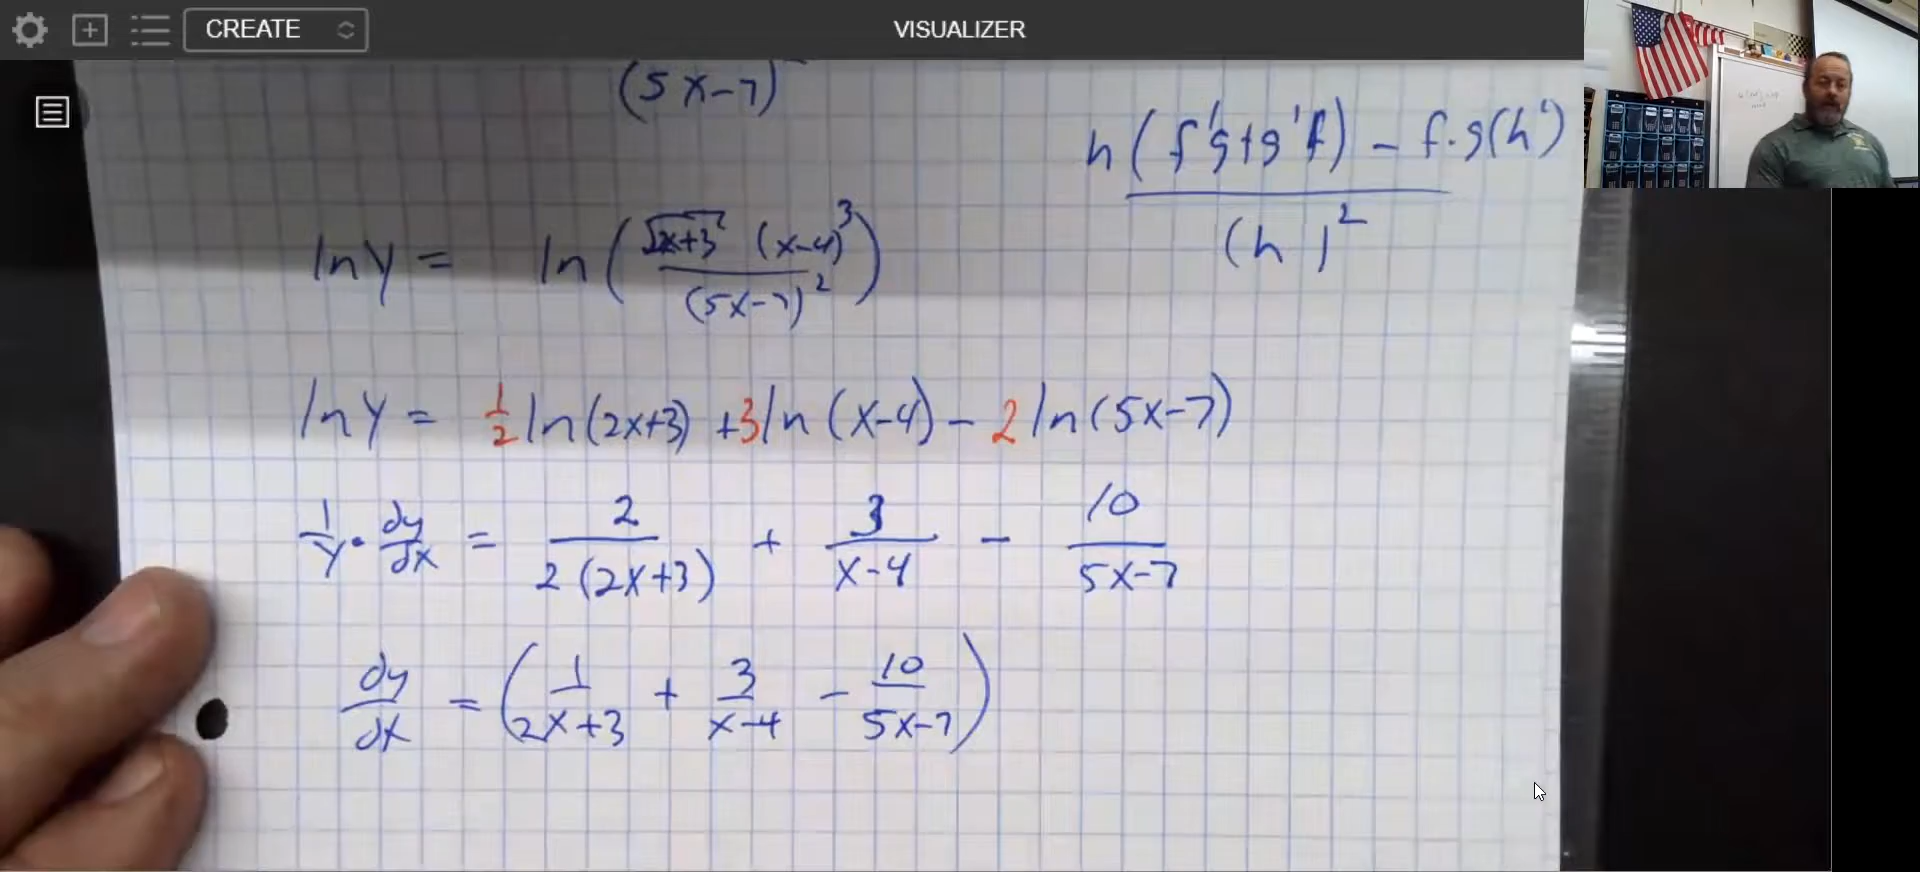 CREATE
VISUALIZER
(5x-7)
h(f'g+g'f) - f·g(h')
(h)²
ln y = ln(√2x+3 (x-4)³
(5x-7)²)
ln y = 1/2 ln(2x+3) +3 ln(x-4) - 2 ln(5x-7)
1/y · dy/dx = 2/2(2x+3) + 3/x-4 - 10/5x-7
dy/dx = (1/2x+3 + 3/x-4 - 10/5x-7)